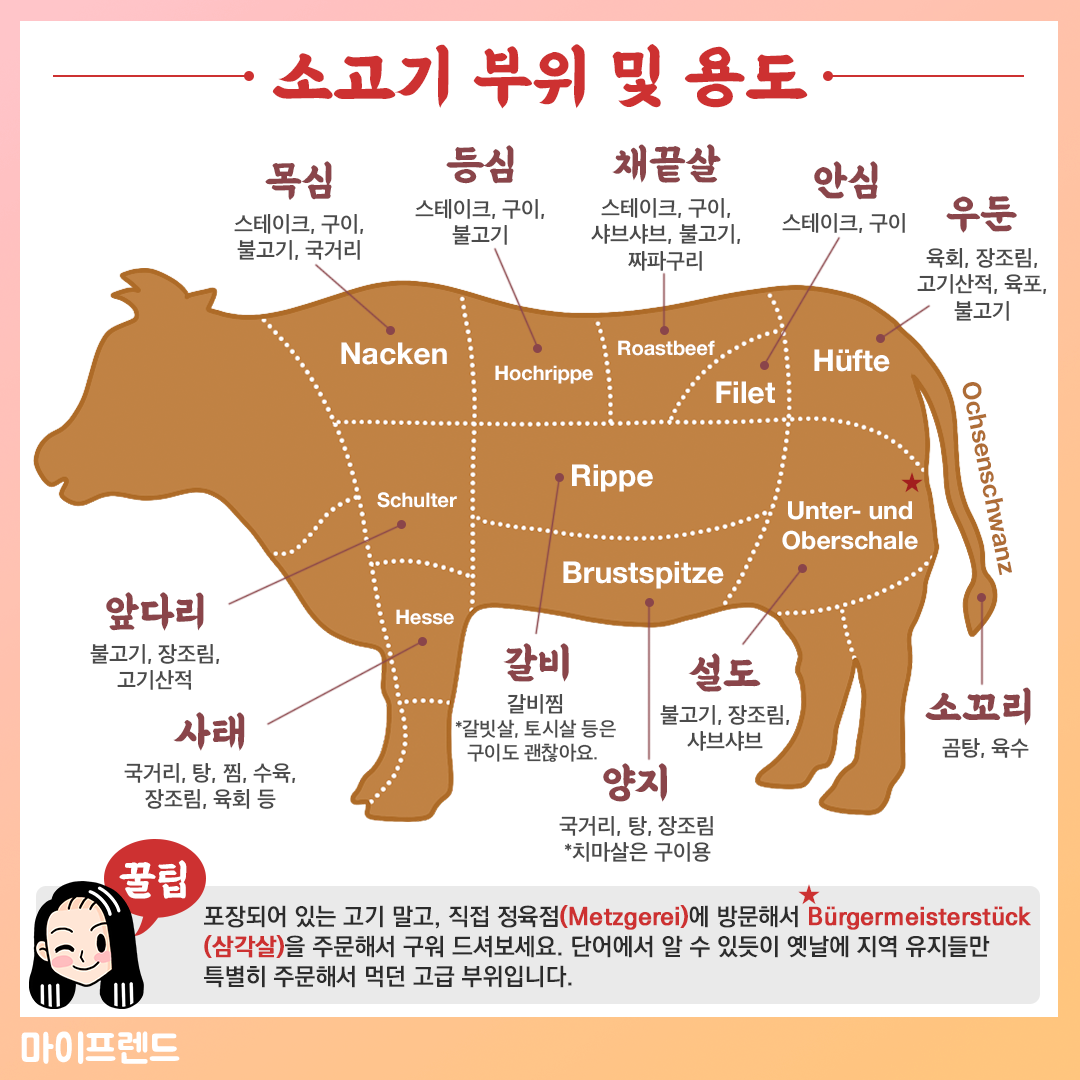 소고기 부위 및 용도
목심
스테이크, 구이,
불고기, 국거리
등심
스테이크, 구이,
불고기
채끝살
스테이크, 구이,
샤브샤브, 불고기,
짜파구리
안심
스테이크, 구이
우둔
육회, 장조림,
고기산적, 육포,
불고기
Nacken
Hochrippe
Roastbeef
Filet
Hüfte
Ochsenschwanz
Rippe
Schulter
Unter- und
Oberschale
Brustspitze
Hesse
앞다리
불고기, 장조림,
고기산적
사태
국거리, 탕, 찜, 수육,
장조림, 육회 등
갈비
갈비찜
*갈빗살, 토시살 등은
구이도 괜찮아요.
설도
불고기, 장조림,
샤브샤브
소꼬리
곰탕, 육수
양지
국거리, 탕, 장조림
*치마살은 구이용
꿀팁
포장되어 있는 고기 말고, 직접 정육점(Metzgerei)에 방문해서 Bürgermeisterstück
(삼각살)을 주문해서 구워 드셔보세요. 단어에서 알 수 있듯이 옛날에 지역 유지들만
특별히 주문해서 먹던 고급 부위입니다.
마이프렌드